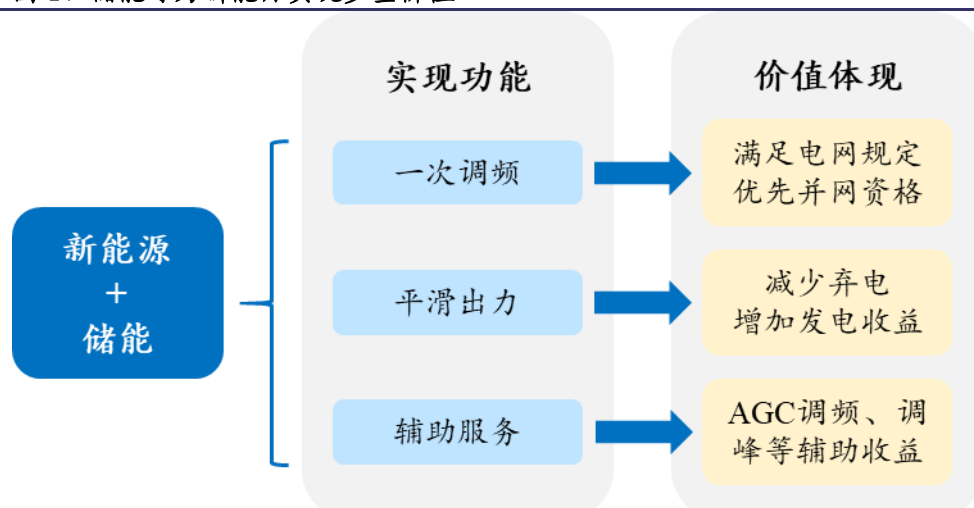 实现功能
价值体现
新能源
+
储能
一次调频
满足电网规定
优先并网资格
平滑出力
减少弃电
增加发电收益
辅助服务
AGC调频、调
峰等辅助收益